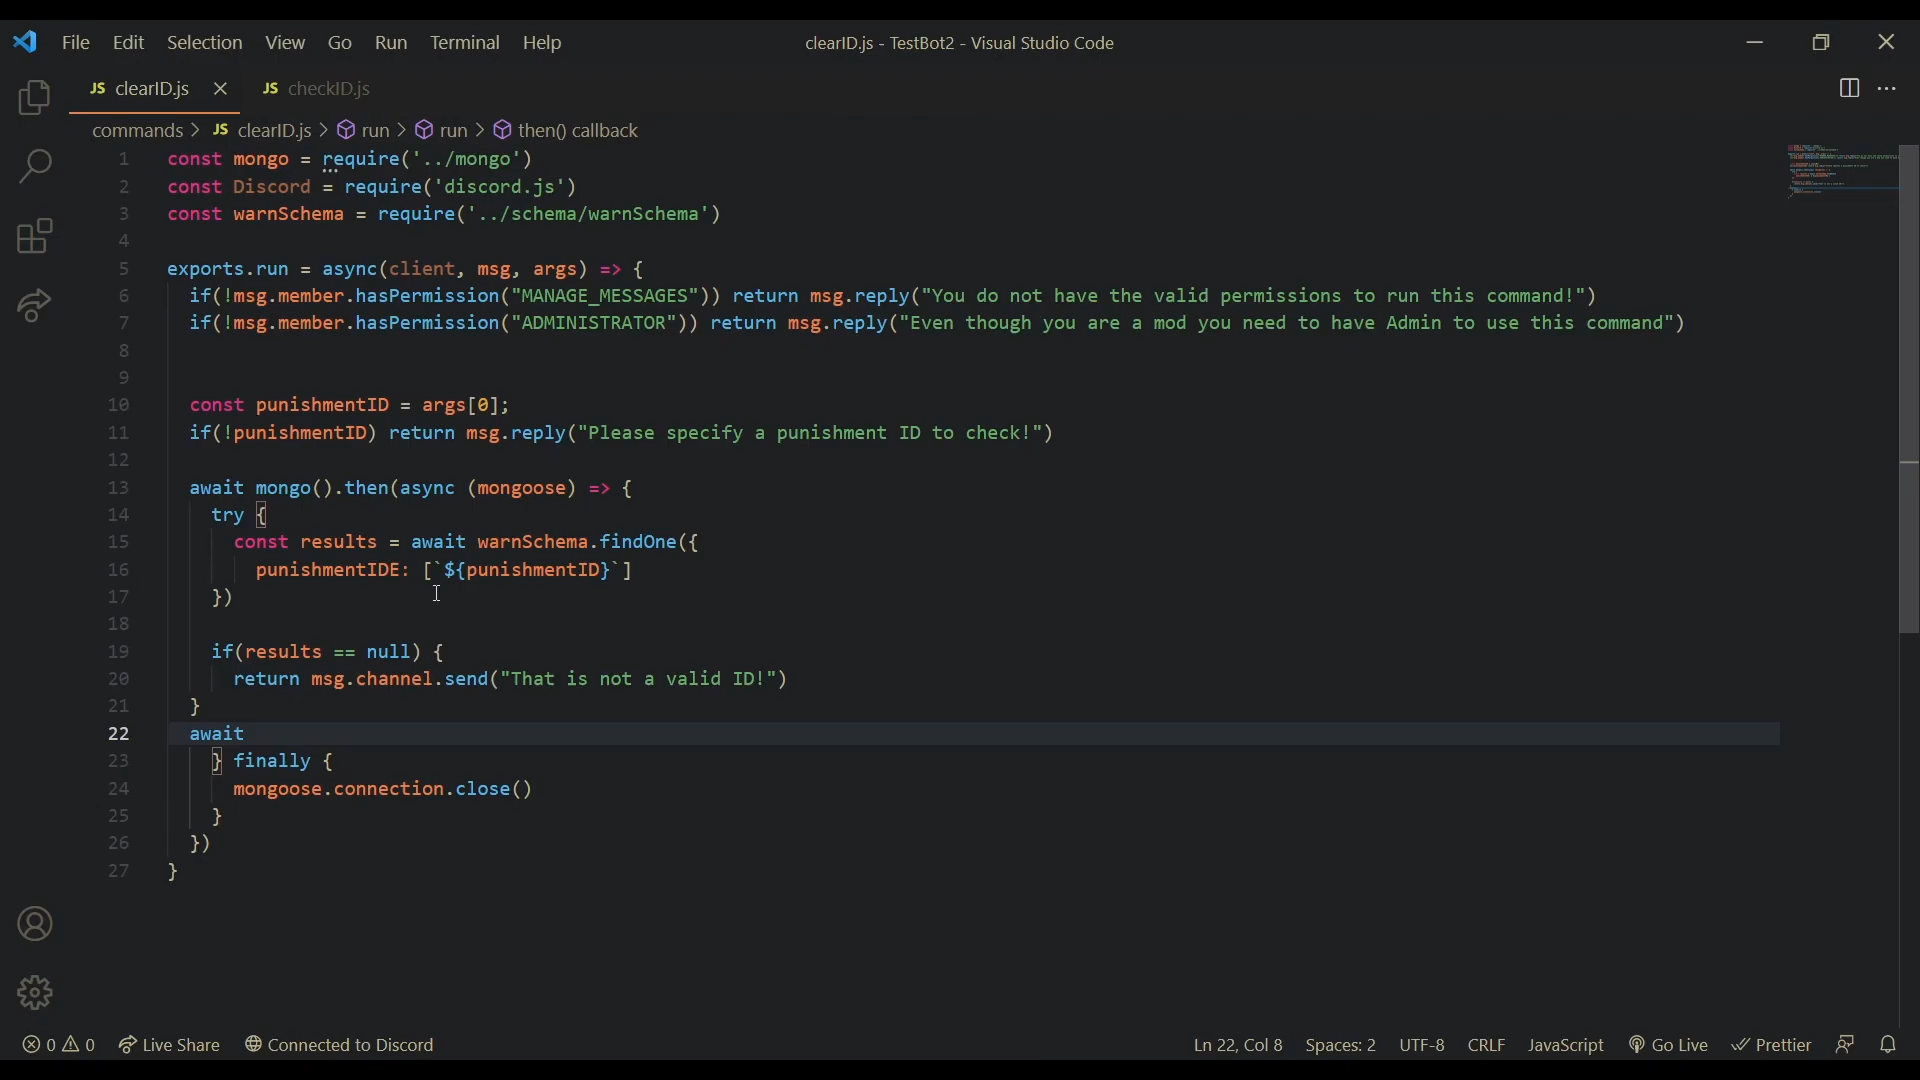 File Edit Selection View Go Run Terminal Help clearID.js - TestBot2 - Visual Studio Code
JS clearID.js JS checkID.js
commands > JS clearID.js > run > run > then() callback
1 const mongo = require('../mongo')
2 const Discord = require('discord.js')
3 const warnSchema = require('../schema/warnSchema')
4
5 exports.run = async(client, msg, args) => {
6 if(!msg.member.hasPermission("MANAGE_MESSAGES")) return msg.reply("You do not have the valid permissions to run this command!")
7 if(!msg.member.hasPermission("ADMINISTRATOR")) return msg.reply("Even though you are a mod you need to have Admin to use this command")
8
9
10 const punishmentID = args[0];
11 if(!punishmentID) return msg.reply("Please specify a punishment ID to check!")
12
13 await mongo().then(async (mongoose) => {
14 try {
15 const results = await warnSchema.findOne({
16 punishmentIDE: [`${punishmentID}`]
17 })
18
19 if(results == null) {
20 return msg.channel.send("That is not a valid ID!")
21 }
22 await
23 } finally {
24 mongoose.connection.close()
25 }
26 })
27 }
0 0 Live Share Connected to Discord Ln 22, Col 8 Spaces: 2 UTF-8 CRLF JavaScript Go Live Prettier